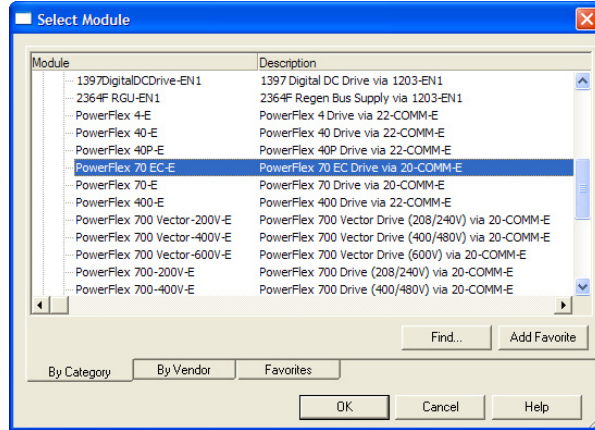 Select Module
Module Description
1397DigitalDCDrive-EN1 1397 Digital DC Drive via 1203-EN1
2364F RGU-EN1 2364F Regen Bus Supply via 1203-EN1
PowerFlex 4-E PowerFlex 4 Drive via 22-COMM-E
PowerFlex 40-E PowerFlex 40 Drive via 22-COMM-E
PowerFlex 40P-E PowerFlex 40P Drive via 22-COMM-E
PowerFlex 70 EC-E PowerFlex 70 EC Drive via 20-COMM-E
PowerFlex 70-E PowerFlex 70 Drive via 20-COMM-E
PowerFlex 400-E PowerFlex 400 Drive via 22-COMM-E
PowerFlex 700 Vector-200V-E PowerFlex 700 Vector Drive (208/240V) via 20-COMM-E
PowerFlex 700 Vector-400V-E PowerFlex 700 Vector Drive (400/480V) via 20-COMM-E
PowerFlex 700 Vector-600V-E PowerFlex 700 Vector Drive (600V) via 20-COMM-E
PowerFlex 700-200V-E PowerFlex 700 Drive (208/240V) via 20-COMM-E
PowerFlex 700-400V-E PowerFlex 700 Drive (400/480V) via 20-COMM-E
Find... Add Favorite
By Category By Vendor Favorites
OK Cancel Help